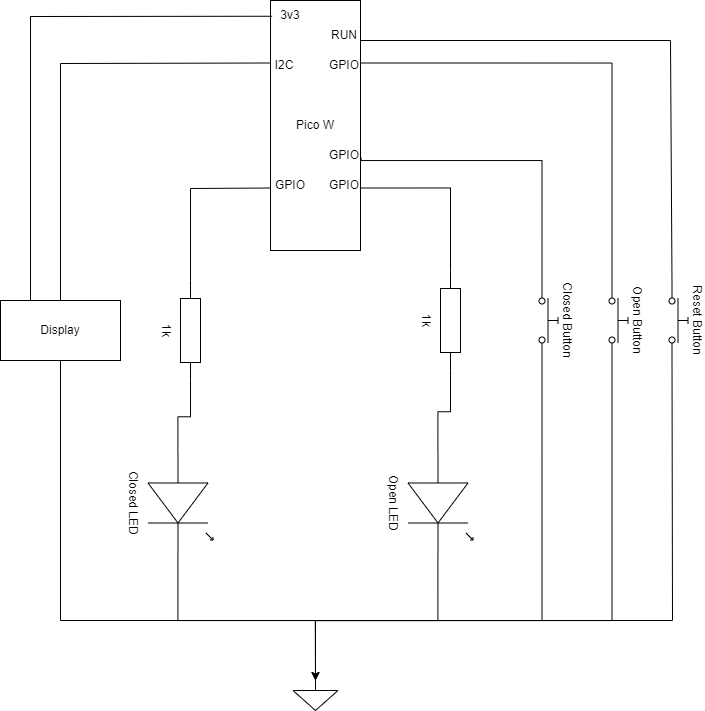 3v3
RUN
I2C
GPIO
Pico W
GPIO
GPIO
GPIO
Closed Button
Open Button
Reset Button
Display
1k
1k
Closed LED
Open LED